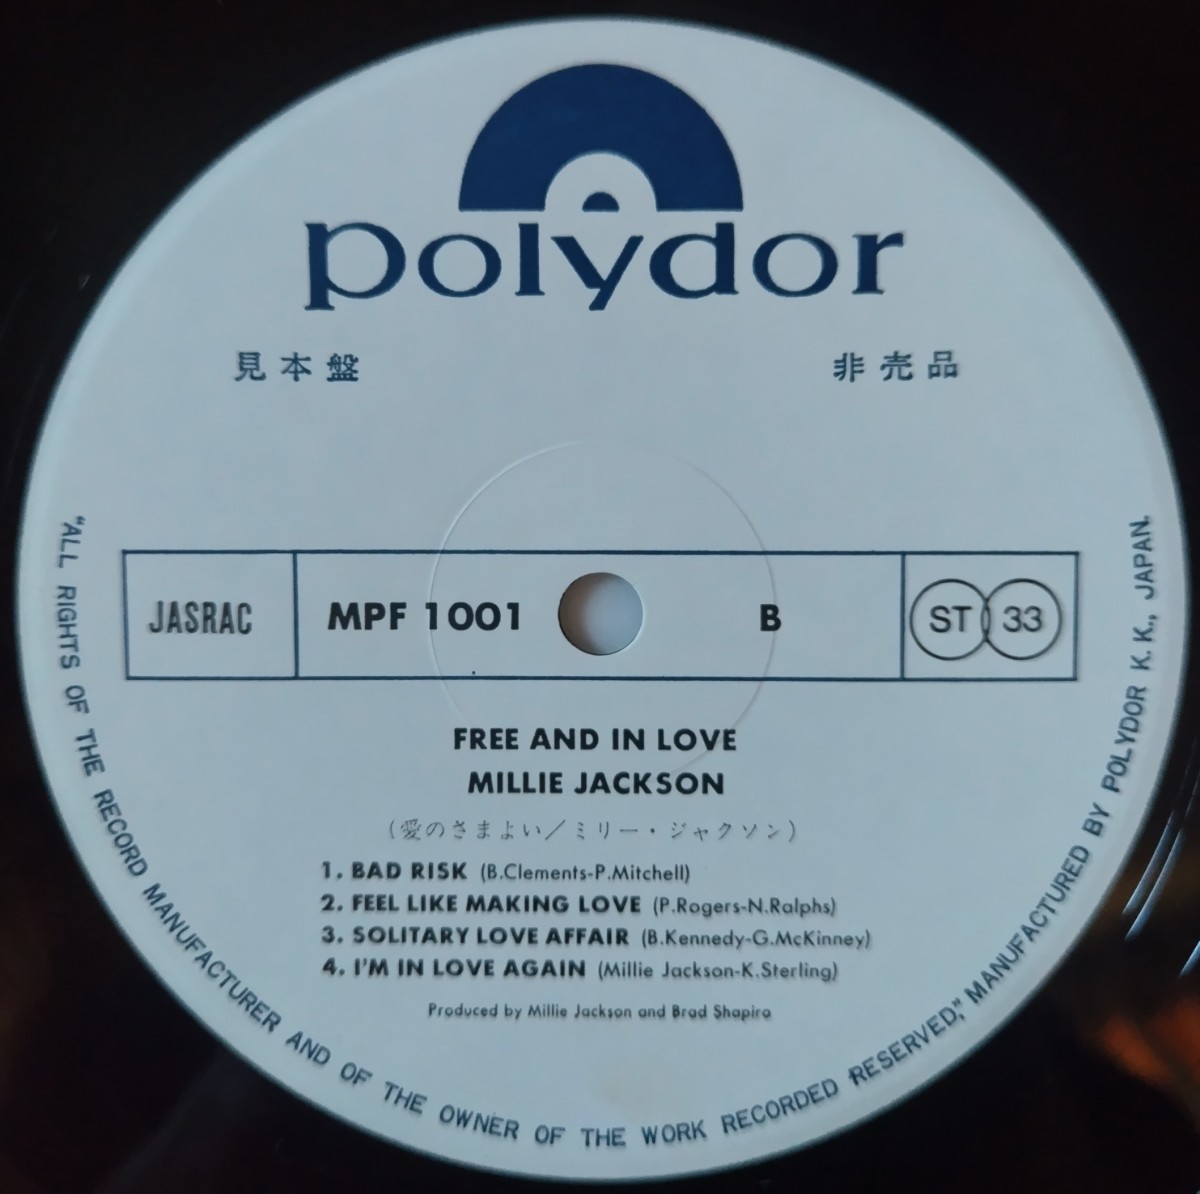 polydor
見本盤 非売品
JASRAC MPF 1001 B ST 33
FREE AND IN LOVE
MILLIE JACKSON
(愛のさまよい/ミリー・ジャクソン)
1. BAD RISK (B.Clements-P.Mitchell)
2. FEEL LIKE MAKING LOVE (P.Rogers-N.Ralphs)
3. SOLITARY LOVE AFFAIR (B.Kennedy-G.McKinney)
4. I'M IN LOVE AGAIN (Millie Jackson-K.Sterling)
Produced by Millie Jackson and Brad Shapiro
"ALL RIGHTS OF THE RECORD MANUFACTURER AND OF THE OWNER OF THE WORK RECORDED RESERVED," MANUFACTURED BY POLYDOR K.K., JAPAN.